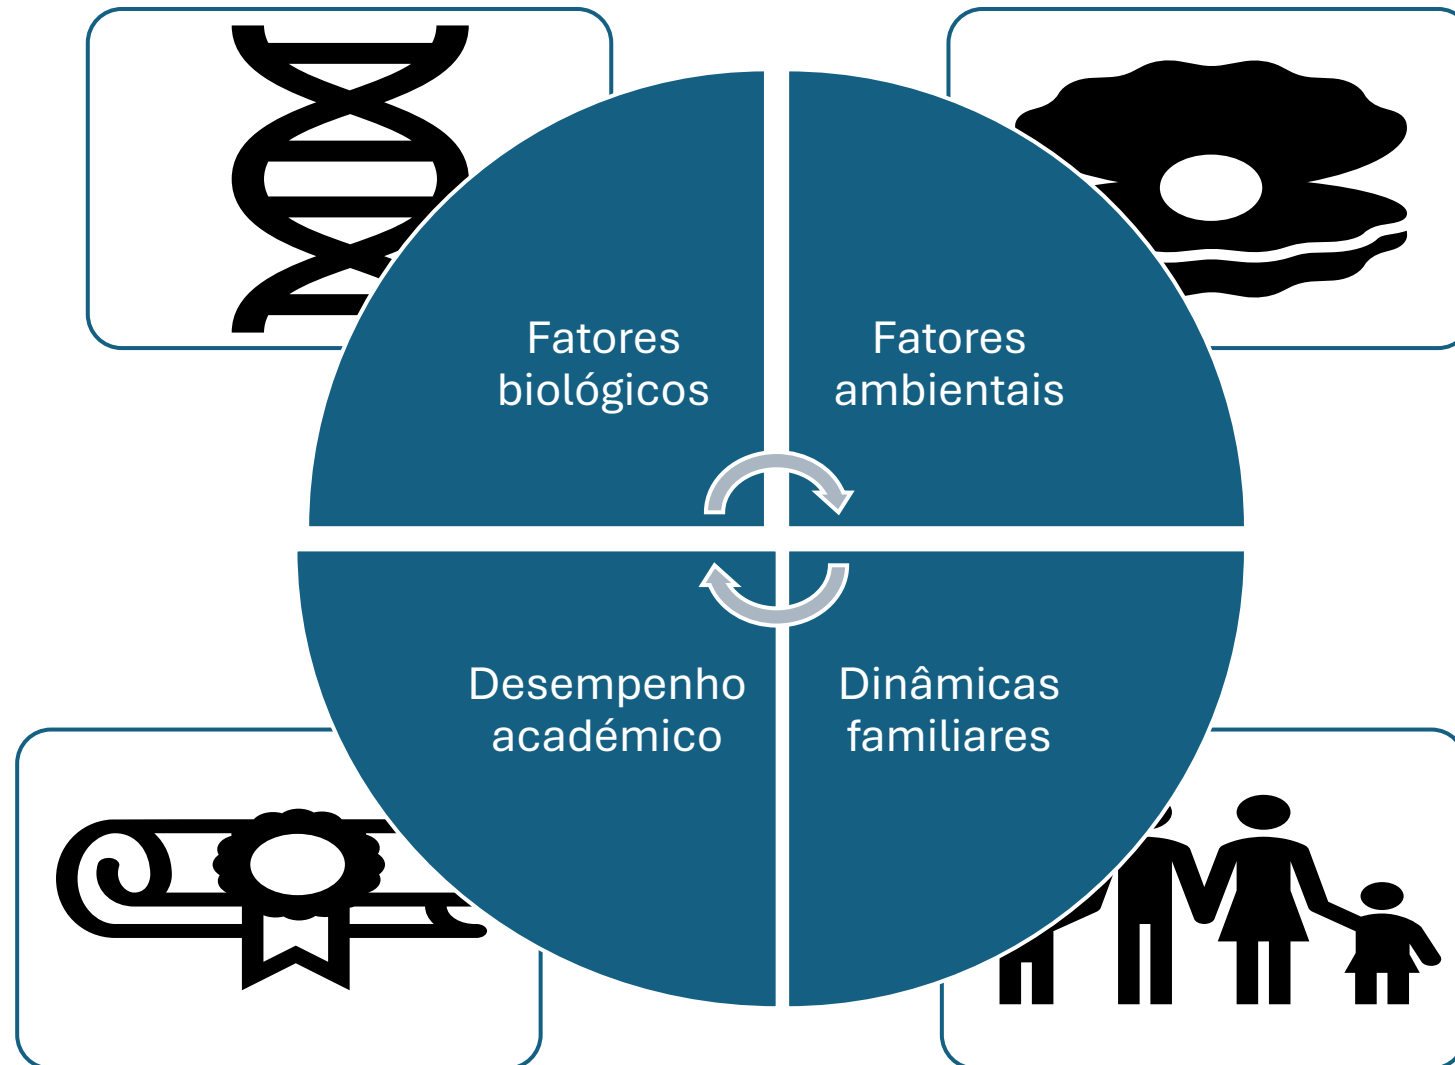 Fatores
biológicos
Fatores
ambientais
Desempenho
académico
Dinâmicas
familiares